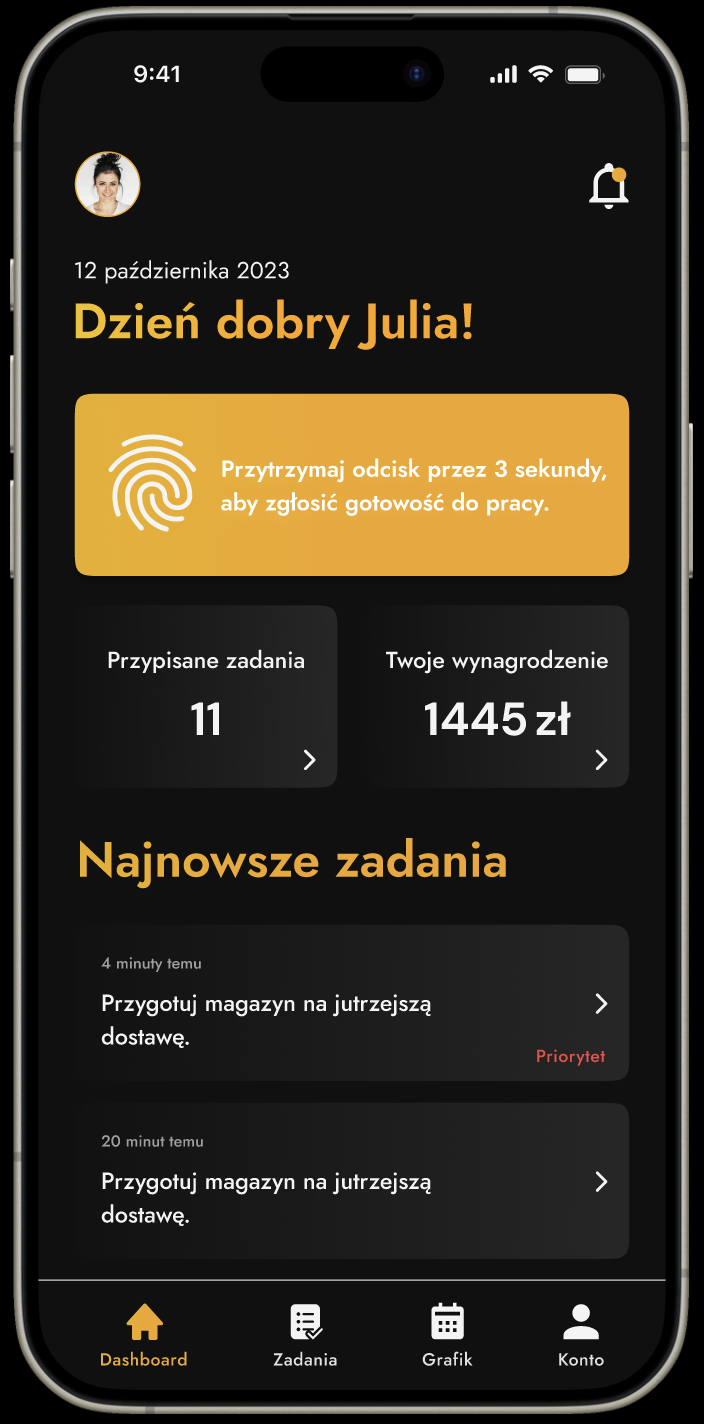 9:41
12 października 2023
Dzień dobry Julia!
Przytrzymaj odcisk przez 3 sekundy,
aby zgłosić gotowość do pracy.
Przypisane zadania
11
Twoje wynagrodzenie
1445 zł
Najnowsze zadania
4 minuty temu
Przygotuj magazyn na jutrzejszą
dostawę.
Priorytet
20 minut temu
Przygotuj magazyn na jutrzejszą
dostawę.
Dashboard
Zadania
Grafik
Konto